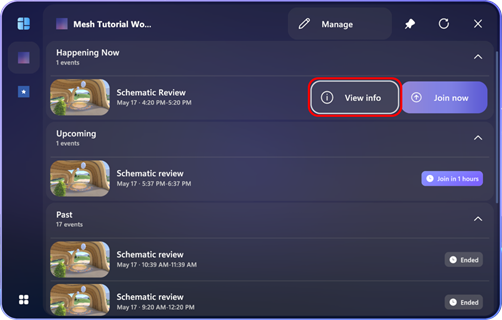 Mesh Tutorial Wo...
Manage
Happening Now
1 events
Schematic Review
May 17 · 4:20 PM-5:20 PM
View info
Join now
Upcoming
1 events
Schematic review
May 17 · 5:37 PM-6:37 PM
Join in 1 hours
Past
17 events
Schematic review
May 17 · 10:39 AM-11:39 AM
Ended
Schematic review
May 17 · 9:20 AM-12:20 PM
Ended